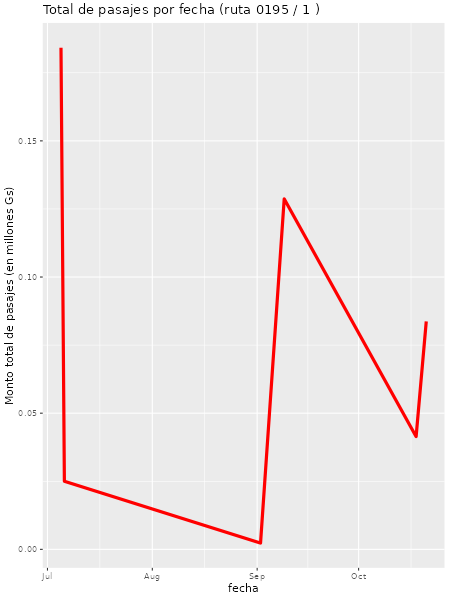 Total de pasajes por fecha (ruta 0195 / 1 )
Monto total de pasajes (en millones Gs)
0.15
0.10
0.05
0.00
Jul Aug Sep Oct
fecha